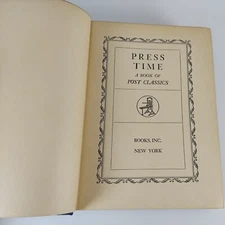 PRESS
TIME
A BOOK OF
POST CLASSICS
BOOKS, INC.
NEW YORK